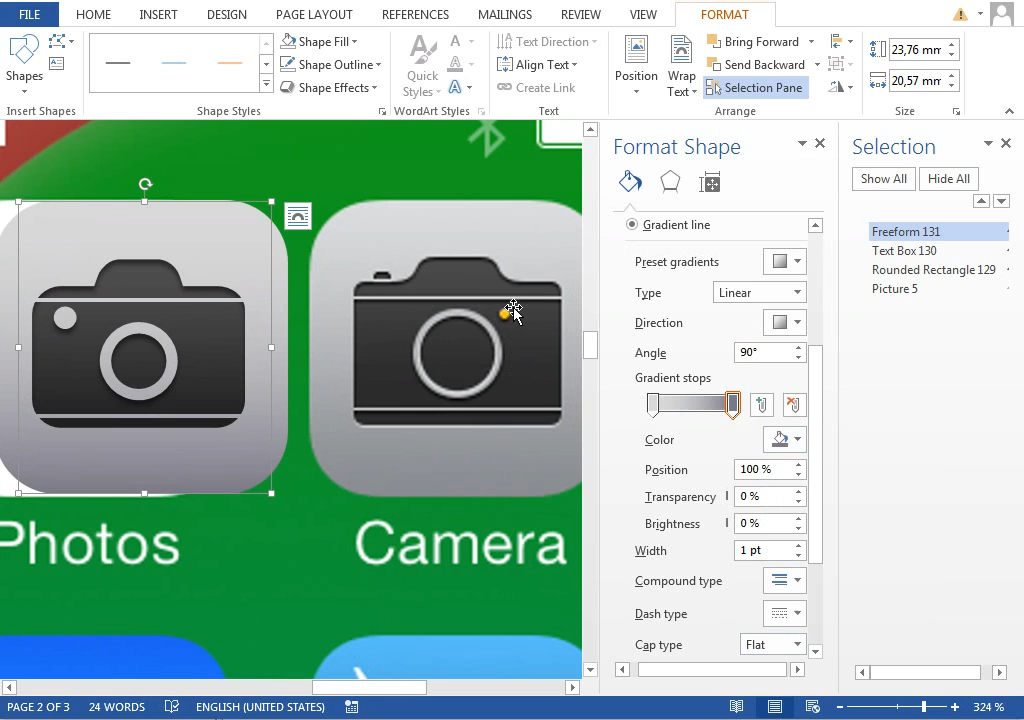 FILE HOME INSERT DESIGN PAGE LAYOUT REFERENCES MAILINGS REVIEW VIEW FORMAT
Shapes
Shape Fill
Shape Outline
Shape Effects
Quick
Styles
Text Direction
Align Text
Create Link
Position
Wrap
Text
Bring Forward
Send Backward
Selection Pane
23,76 mm
20,57 mm
Insert Shapes Shape Styles WordArt Styles Text Arrange Size
Photos Camera
Format Shape
Gradient line
Preset gradients
Type Linear
Direction
Angle 90°
Gradient stops
Color
Position 100 %
Transparency 0 %
Brightness 0 %
Width 1 pt
Compound type
Dash type
Cap type Flat
Selection
Show All Hide All
Freeform 131
Text Box 130
Rounded Rectangle 129
Picture 5
PAGE 2 OF 3 24 WORDS ENGLISH (UNITED STATES) 324 %